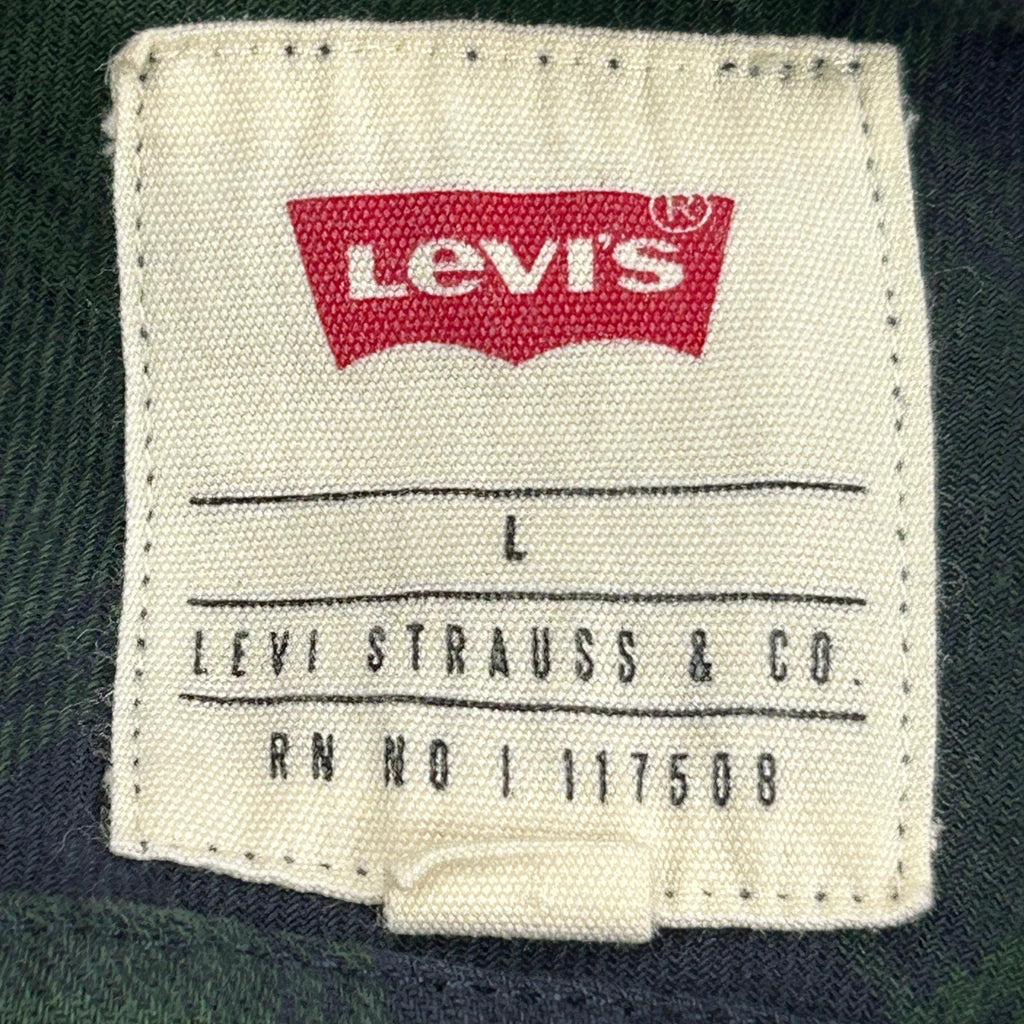 LEVI'S ®
L
LEVI STRAUSS & CO.
RN NO | 117508